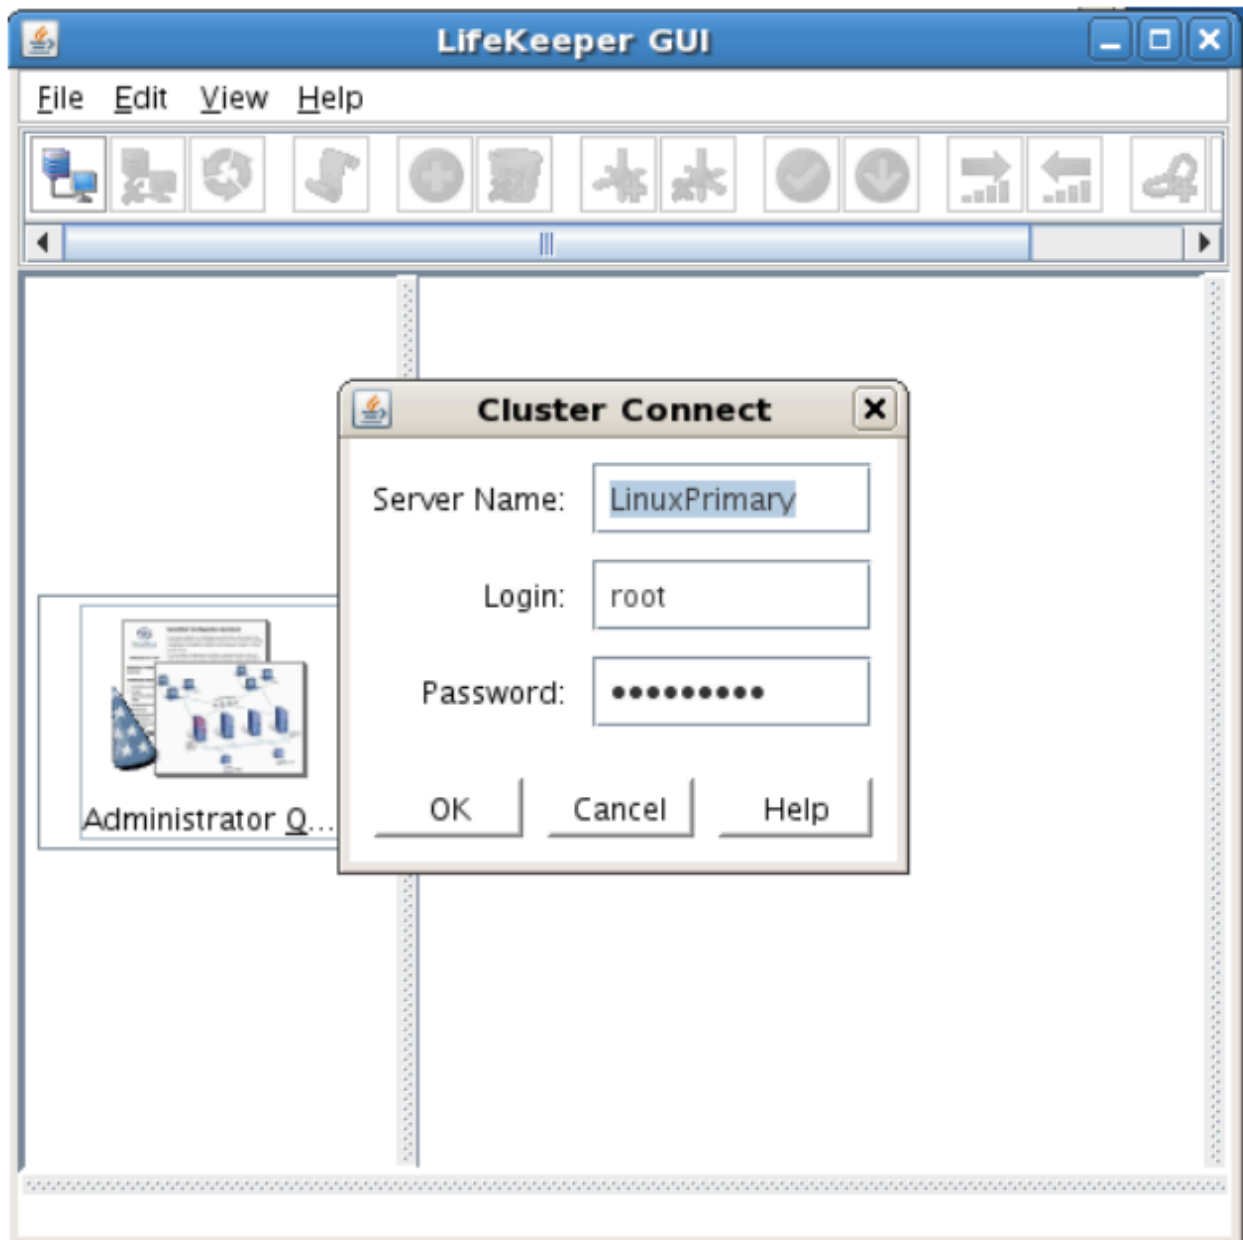 LifeKeeper GUI
File Edit View Help
Cluster Connect
Server Name: LinuxPrimary
Login: root
Password: •••••••••
OK Cancel Help
Administrator Q...